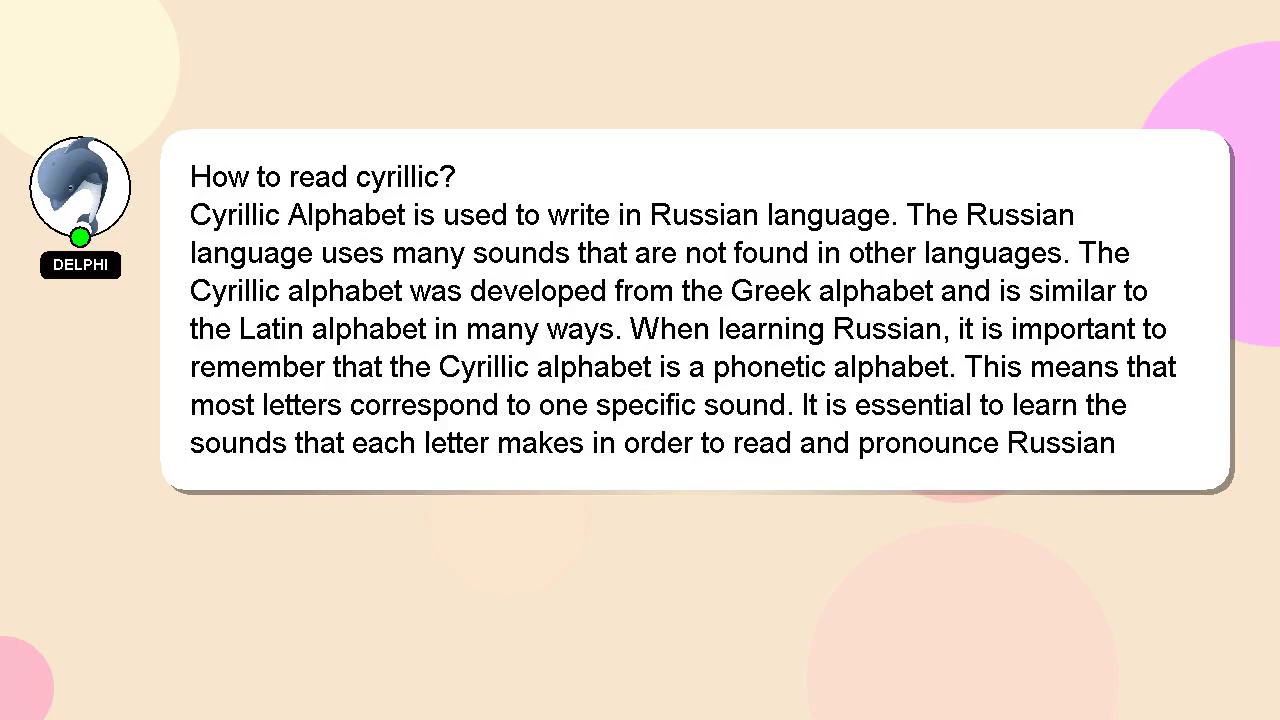 How to read cyrillic?
Cyrillic Alphabet is used to write in Russian language. The Russian
language uses many sounds that are not found in other languages. The
Cyrillic alphabet was developed from the Greek alphabet and is similar to
the Latin alphabet in many ways. When learning Russian, it is important to
remember that the Cyrillic alphabet is a phonetic alphabet. This means that
most letters correspond to one specific sound. It is essential to learn the
sounds that each letter makes in order to read and pronounce Russian
DELPHI